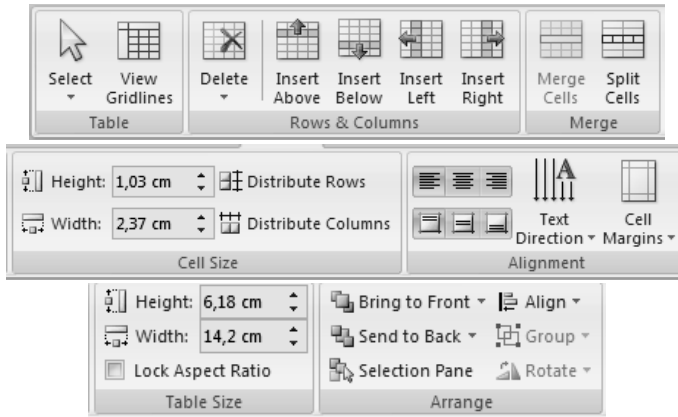 Select View Delete Insert Insert Insert Insert Merge Split
Gridlines Above Below Left Right Cells Cells
Table Rows & Columns Merge
Height: 1,03 cm Distribute Rows
Width: 2,37 cm Distribute Columns
Text Cell
Direction Margins
Cell Size Alignment
Height: 6,18 cm Bring to Front Align
Width: 14,2 cm Send to Back Group
Lock Aspect Ratio Selection Pane Rotate
Table Size Arrange